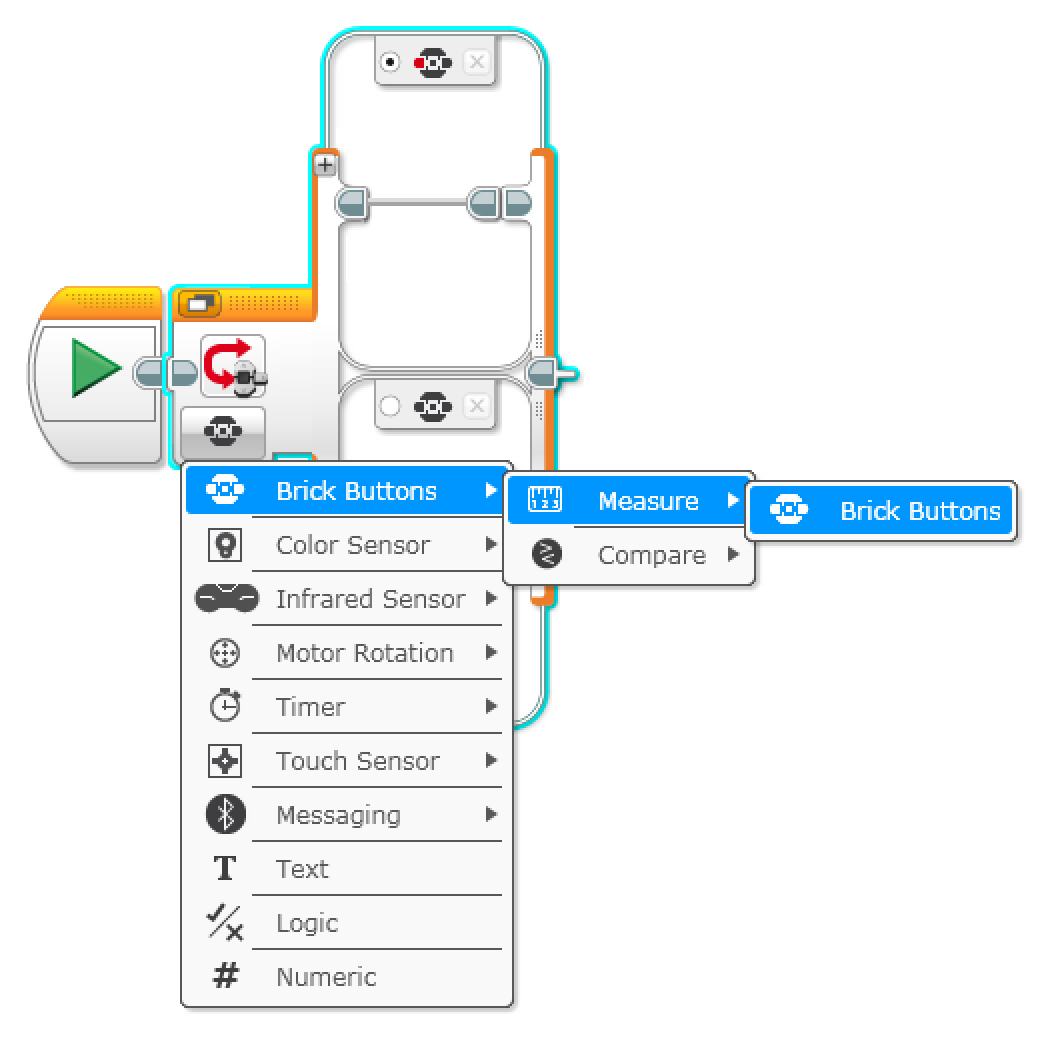 Brick Buttons
Measure
Brick Buttons
Color Sensor
Compare
Infrared Sensor
Motor Rotation
Timer
Touch Sensor
Messaging
T Text
Logic
# Numeric